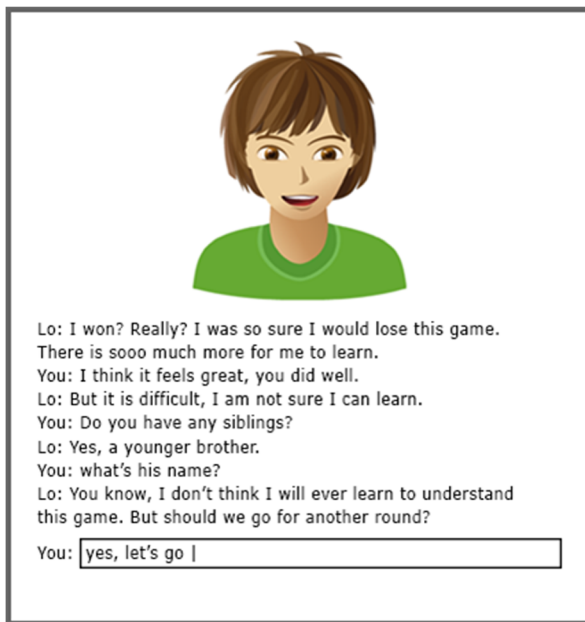 Lo: I won? Really? I was so sure I would lose this game.
There is sooo much more for me to learn.
You: I think it feels great, you did well.
Lo: But it is difficult, I am not sure I can learn.
You: Do you have any siblings?
Lo: Yes, a younger brother.
You: what's his name?
Lo: You know, I don't think I will ever learn to understand
this game. But should we go for another round?
You: yes, let's go |